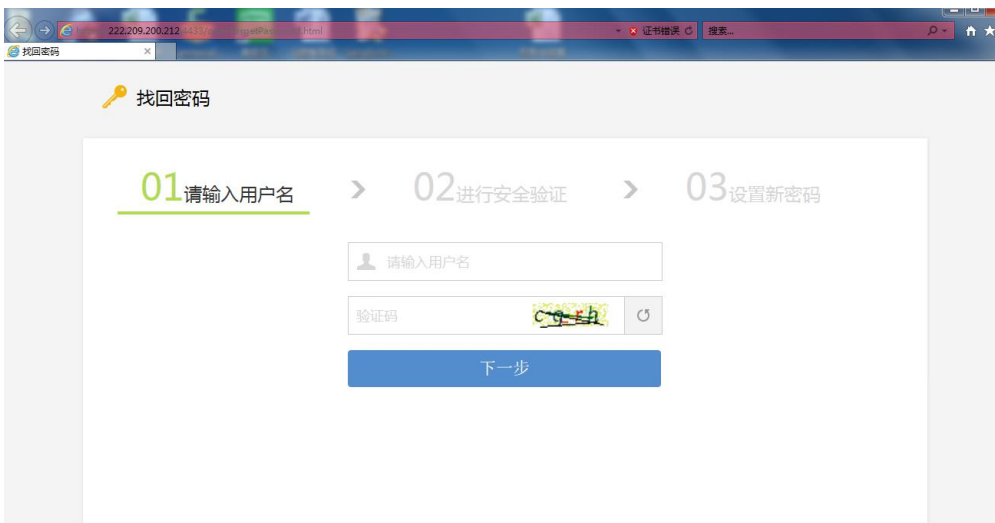 222.209.200.212
证书错误
搜索...
找回密码
找回密码
01请输入用户名
02进行安全验证
03设置新密码
请输入用户名
验证码
cqrh
下一步